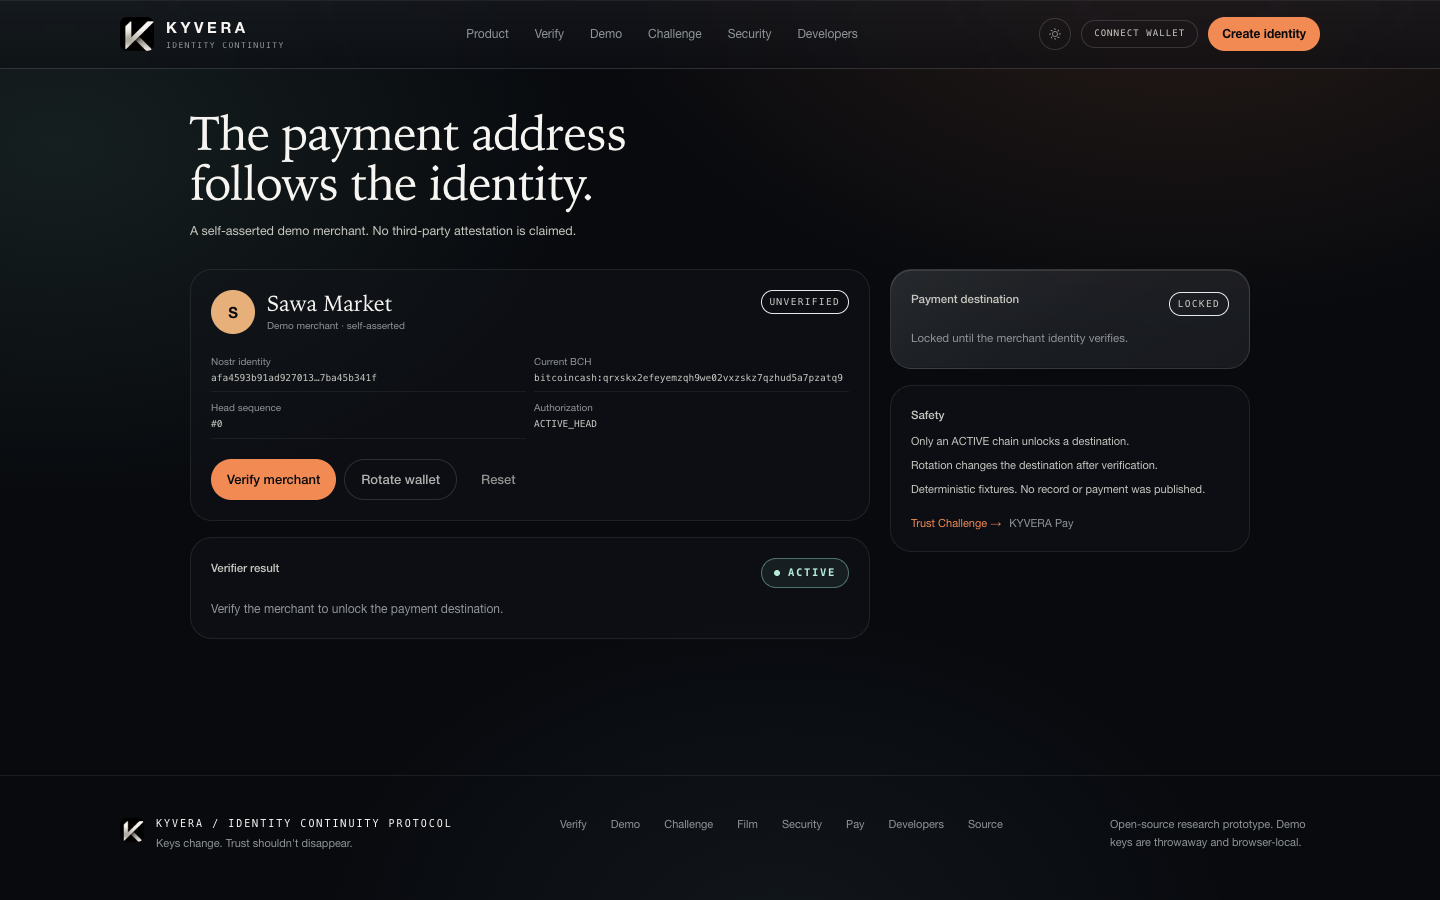 KYVERA
IDENTITY CONTINUITY
Product
Verify
Demo
Challenge
Security
Developers
CONNECT WALLET
Create identity
The payment address
follows the identity.
A self-asserted demo merchant. No third-party attestation is claimed.
S
Sawa Market
Demo merchant · self-asserted
UNVERIFIED
Nostr identity
afa4593b91ad927013…7ba45b341f
Current BCH
bitcoincash:qrxskx2efeyemzqh9we02vxzskz7qzhud5a7pzatq9
Head sequence
#0
Authorization
ACTIVE_HEAD
Verify merchant
Rotate wallet
Reset
Verifier result
ACTIVE
Verify the merchant to unlock the payment destination.
Payment destination
LOCKED
Locked until the merchant identity verifies.
Safety
Only an ACTIVE chain unlocks a destination.
Rotation changes the destination after verification.
Deterministic fixtures. No record or payment was published.
Trust Challenge →
KYVERA Pay
KYVERA / IDENTITY CONTINUITY PROTOCOL
Keys change. Trust shouldn't disappear.
Verify
Demo
Challenge
Film
Security
Pay
Developers
Source
Open-source research prototype. Demo
keys are throwaway and browser-local.